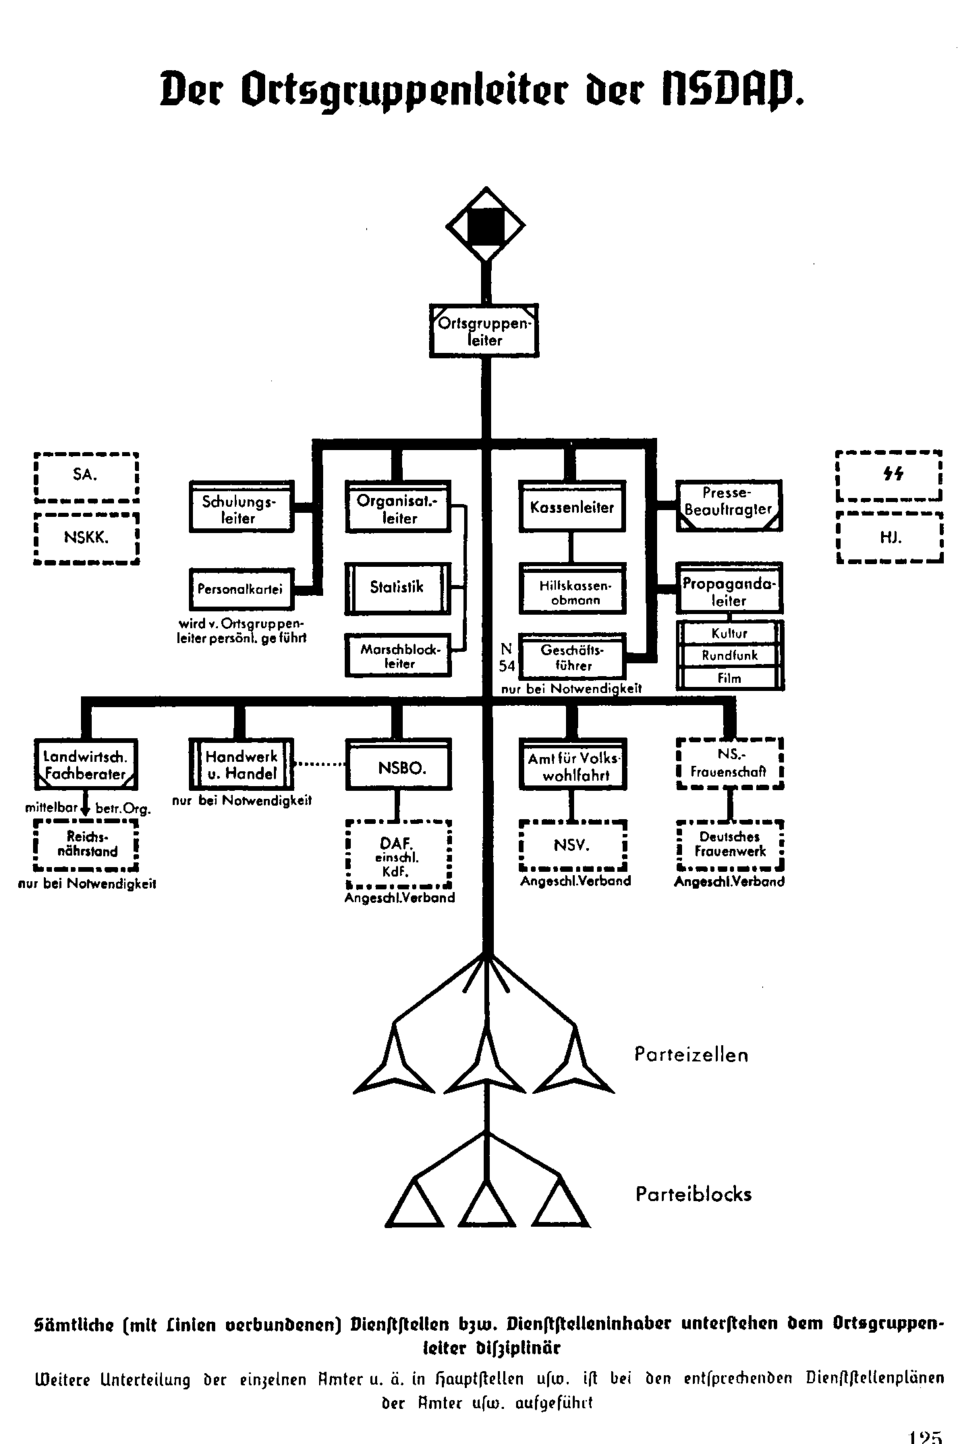 Der Ortsgruppenleiter der NSDAP.
Ortsgruppen-
leiter
SA.
NSKK.
Schulungs-
leiter
Personalkartei
wird v. Ortsgruppen-
leiter persönl. geführt
Organisat.-
leiter
Statistik
Marschblock-
leiter
Kassenleiter
Hilfskassen-
obmann
N
54
Geschäfts-
führer
nur bei Notwendigkeit
Presse-
Beauftragter
Propaganda-
leiter
Kultur
Rundfunk
Film
ᛋᛋ
HJ.
Landwirtsch.
Fachberater
mittelbar betr. Org.
Reichs-
nährstand
nur bei Notwendigkeit
Handwerk
u. Handel
nur bei Notwendigkeit
NSBO.
DAF.
einschl.
KdF.
Angeschl. Verband
Amt für Volks-
wohlfahrt
NSV.
Angeschl. Verband
NS.-
Frauenschaft
Deutsches
Frauenwerk
Angeschl. Verband
Parteizellen
Parteiblocks
Sämtliche (mit Linien verbundenen) Dienſtſtellen bzw. Dienſtſtelleninhaber unterſtehen dem Ortsgruppen-
leiter diſziplinär
Weitere Unterteilung der einzelnen Ämter u. ä. in Hauptſtellen uſw. iſt bei den entſprechenden Dienſtſtellenplänen
der Ämter uſw. aufgeführt
125